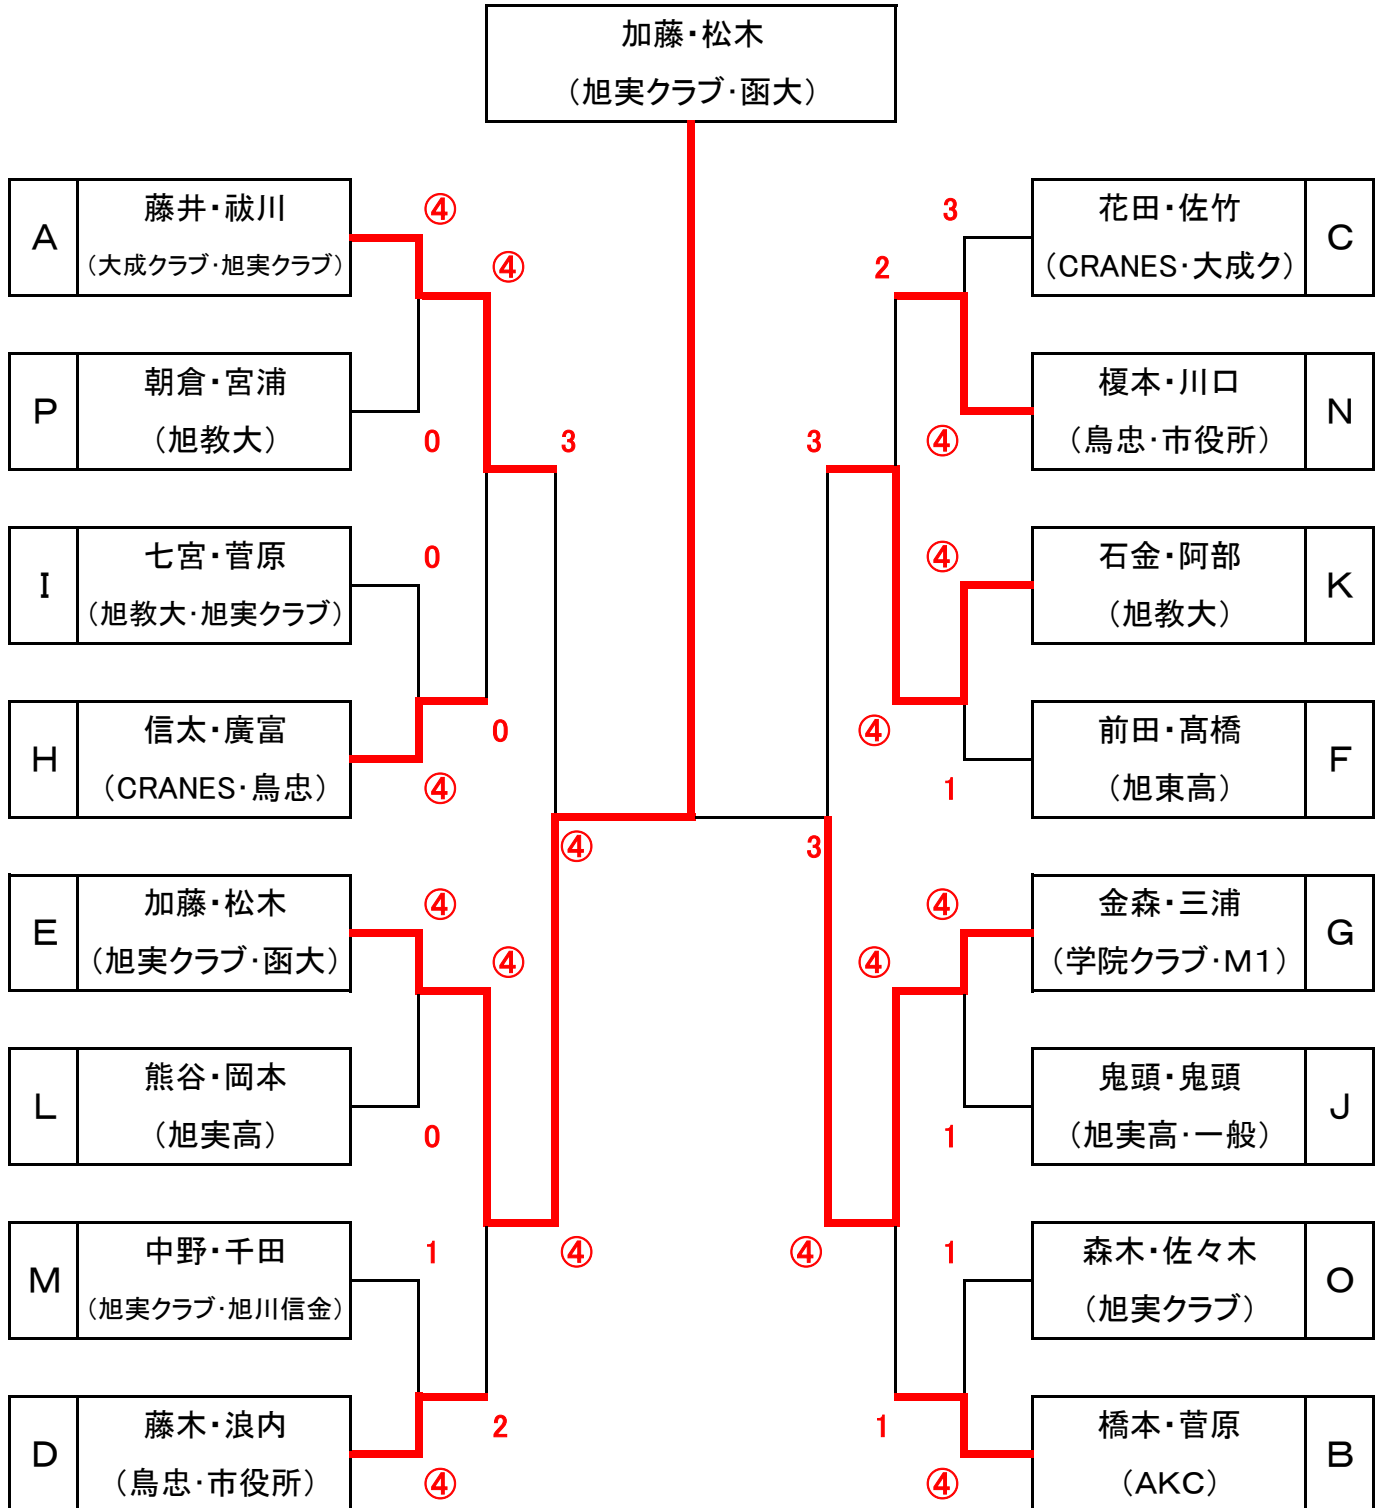 加藤・松木
（旭実クラブ・函大）
A
藤井・祓川
（大成クラブ・旭実クラブ）
④
④
P
朝倉・宮浦
（旭教大）
0
3
I
七宮・菅原
（旭教大・旭実クラブ）
0
H
信太・廣富
（CRANES・鳥忠）
0
④
④
E
加藤・松木
（旭実クラブ・函大）
④
④
L
熊谷・岡本
（旭実高）
0
M
中野・千田
（旭実クラブ・旭川信金）
1
④
D
藤木・浪内
（鳥忠・市役所）
2
④
3
花田・佐竹
（CRANES・大成ク）
C
2
榎本・川口
（鳥忠・市役所）
N
3
④
④
石金・阿部
（旭教大）
K
④
前田・髙橋
（旭東高）
F
1
3
④
金森・三浦
（学院クラブ・M1）
G
④
鬼頭・鬼頭
（旭実高・一般）
J
1
④
1
森木・佐々木
（旭実クラブ）
O
1
橋本・菅原
（AKC）
B
④